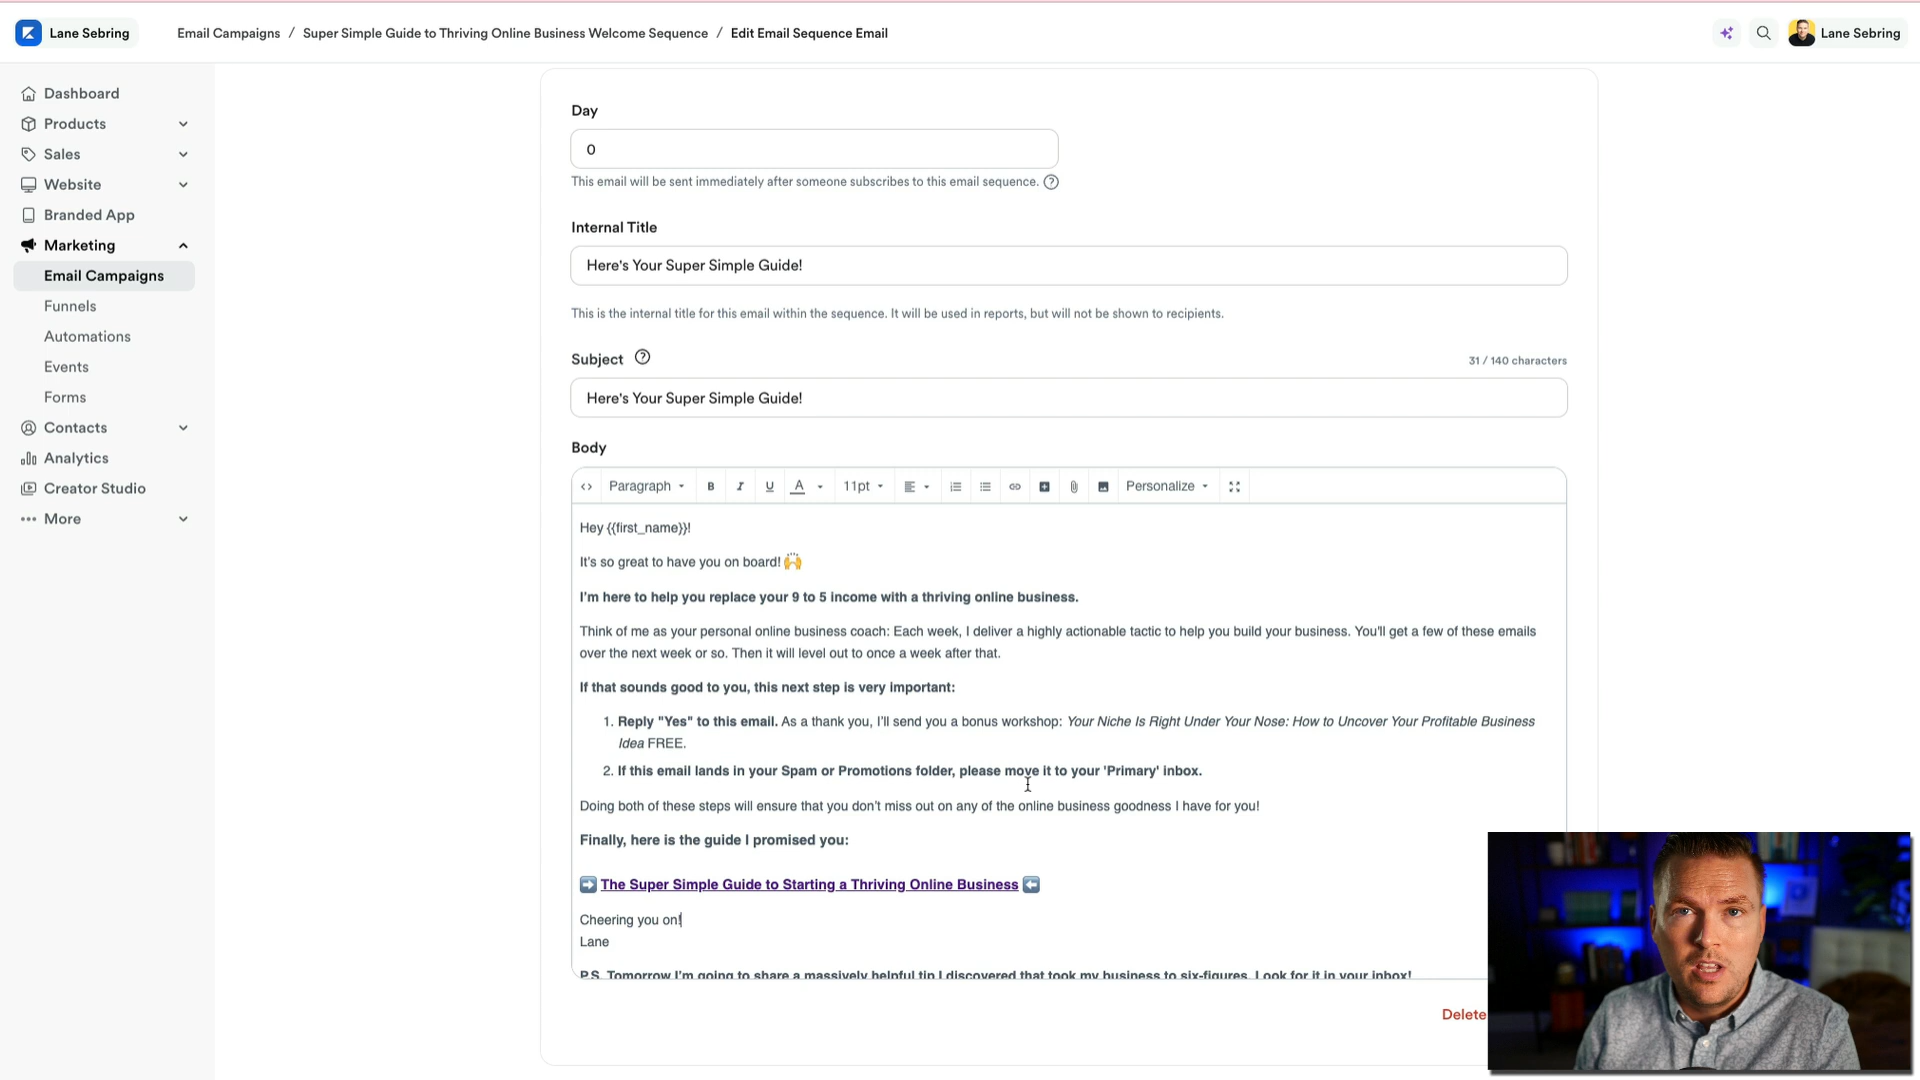 Lane Sebring
Email Campaigns / Super Simple Guide to Thriving Online Business Welcome Sequence / Edit Email Sequence Email
Lane Sebring
Dashboard
Products
Sales
Website
Branded App
Marketing
Email Campaigns
Funnels
Automations
Events
Forms
Contacts
Analytics
Creator Studio
More
Day
0
This email will be sent immediately after someone subscribes to this email sequence. ?
Internal Title
Here's Your Super Simple Guide!
This is the internal title for this email within the sequence. It will be used in reports, but will not be shown to recipients.
Subject ?
31 / 140 characters
Here's Your Super Simple Guide!
Body
<> Paragraph B I U A 11pt Personalize
Hey {{first_name}}!
It's so great to have you on board! 🙌
I'm here to help you replace your 9 to 5 income with a thriving online business.
Think of me as your personal online business coach: Each week, I deliver a highly actionable tactic to help you build your business. You'll get a few of these emails
over the next week or so. Then it will level out to once a week after that.
If that sounds good to you, this next step is very important:
1. Reply "Yes" to this email. As a thank you, I'll send you a bonus workshop: Your Niche Is Right Under Your Nose: How to Uncover Your Profitable Business
Idea FREE.
2. If this email lands in your Spam or Promotions folder, please move it to your 'Primary' inbox.
Doing both of these steps will ensure that you don't miss out on any of the online business goodness I have for you!
Finally, here is the guide I promised you:
➡️ The Super Simple Guide to Starting a Thriving Online Business ⬅️
Cheering you on!
Lane
P.S. Tomorrow I'm going to share a massively helpful tip I discovered that took my business to six-figures. Look for it in your inbox!
Delete